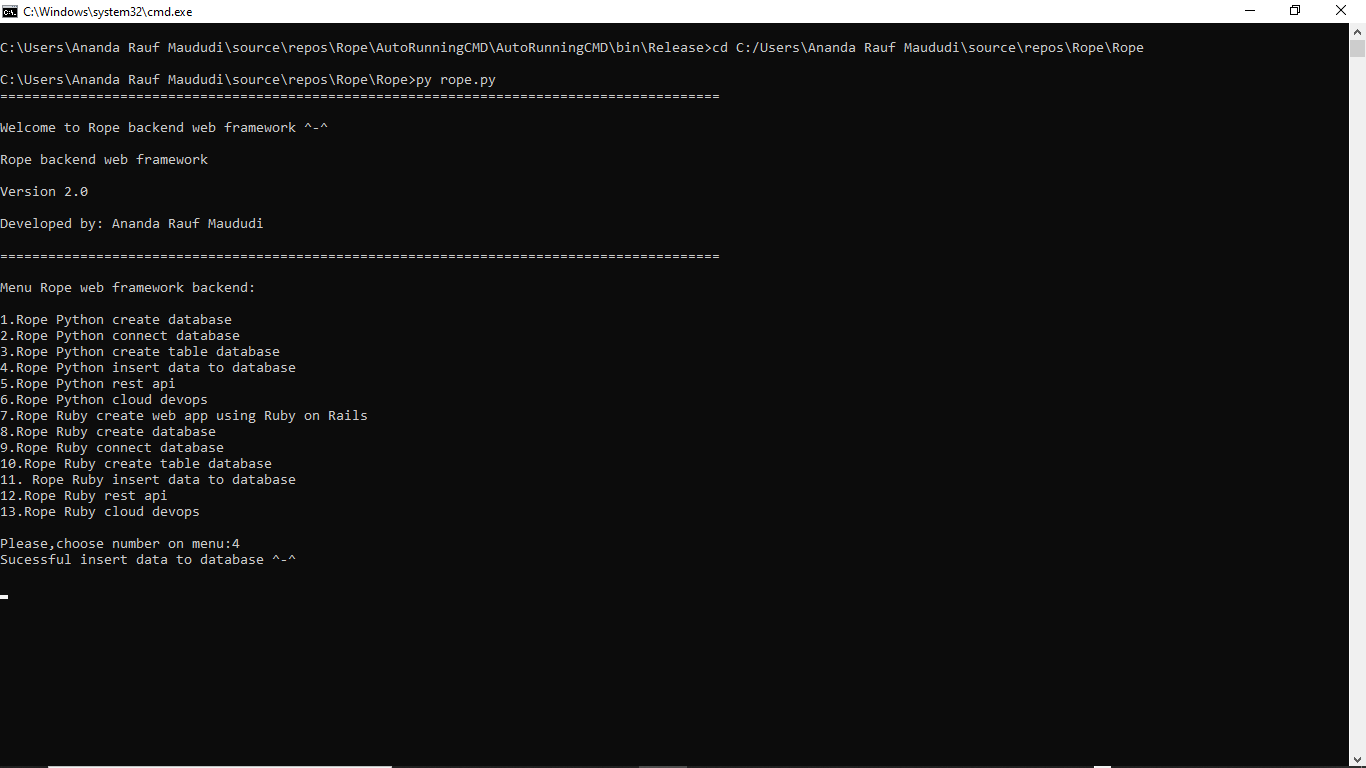 C:\Windows\system32\cmd.exe
C:\Users\Ananda Rauf Maududi\source\repos\Rope\AutoRunningCMD\AutoRunningCMD\bin\Release>cd C:/Users\Ananda Rauf Maududi\source\repos\Rope\Rope
C:\Users\Ananda Rauf Maududi\source\repos\Rope\Rope>py rope.py
==========================================================================================
Welcome to Rope backend web framework ^-^
Rope backend web framework
Version 2.0
Developed by: Ananda Rauf Maududi
==========================================================================================
Menu Rope web framework backend:
1.Rope Python create database
2.Rope Python connect database
3.Rope Python create table database
4.Rope Python insert data to database
5.Rope Python rest api
6.Rope Python cloud devops
7.Rope Ruby create web app using Ruby on Rails
8.Rope Ruby create database
9.Rope Ruby connect database
10.Rope Ruby create table database
11. Rope Ruby insert data to database
12.Rope Ruby rest api
13.Rope Ruby cloud devops
Please,choose number on menu:4
Sucessful insert data to database ^-^